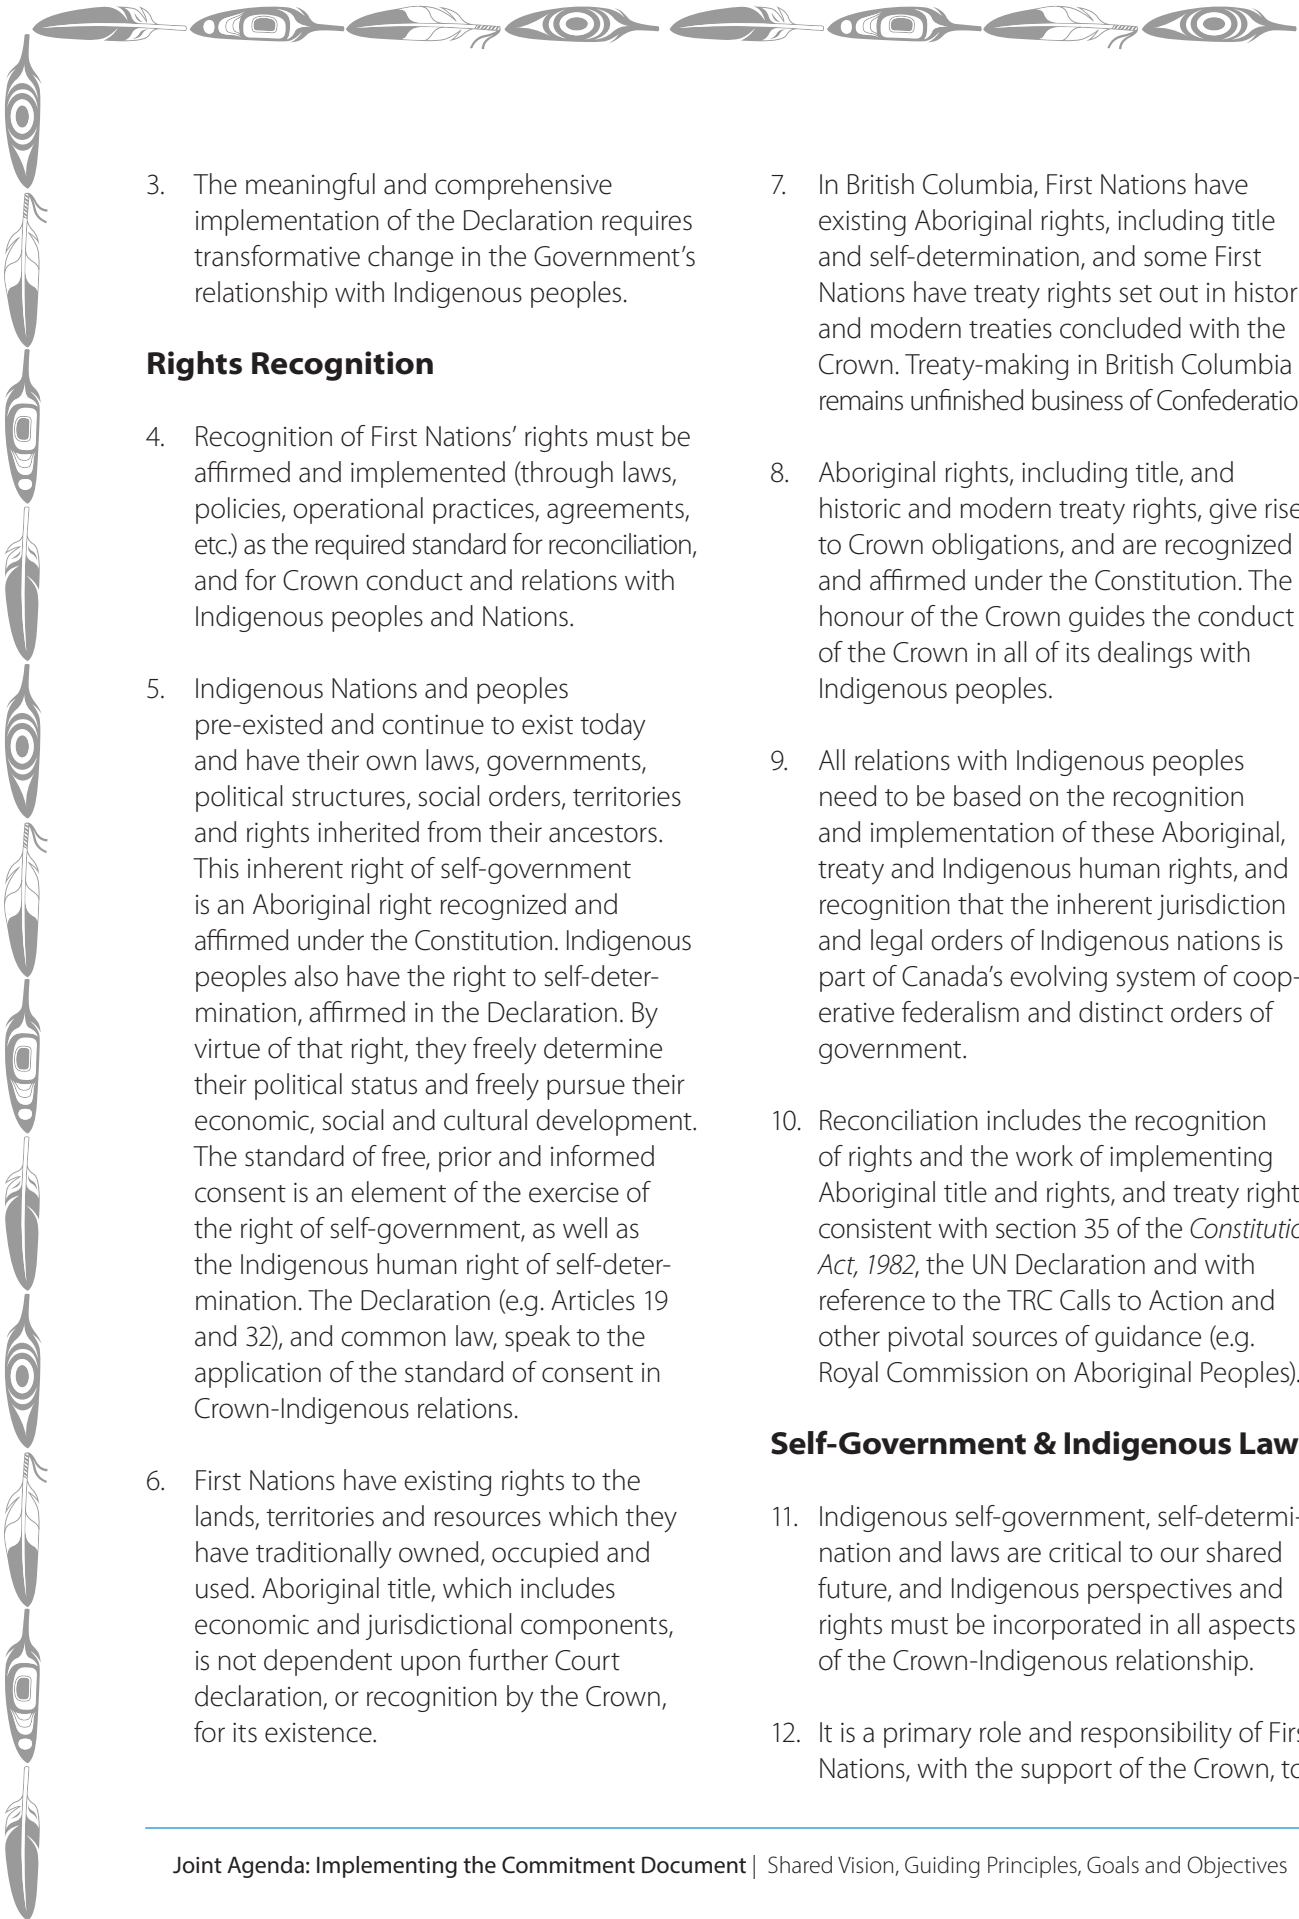 3. The meaningful and comprehensive
implementation of the Declaration requires
transformative change in the Government’s
relationship with Indigenous peoples.
Rights Recognition
4. Recognition of First Nations’ rights must be
affirmed and implemented (through laws,
policies, operational practices, agreements,
etc.) as the required standard for reconciliation,
and for Crown conduct and relations with
Indigenous peoples and Nations.
5. Indigenous Nations and peoples
pre-existed and continue to exist today
and have their own laws, governments,
political structures, social orders, territories
and rights inherited from their ancestors.
This inherent right of self-government
is an Aboriginal right recognized and
affirmed under the Constitution. Indigenous
peoples also have the right to self-deter-
mination, affirmed in the Declaration. By
virtue of that right, they freely determine
their political status and freely pursue their
economic, social and cultural development.
The standard of free, prior and informed
consent is an element of the exercise of
the right of self-government, as well as
the Indigenous human right of self-deter-
mination. The Declaration (e.g. Articles 19
and 32), and common law, speak to the
application of the standard of consent in
Crown-Indigenous relations.
6. First Nations have existing rights to the
lands, territories and resources which they
have traditionally owned, occupied and
used. Aboriginal title, which includes
economic and jurisdictional components,
is not dependent upon further Court
declaration, or recognition by the Crown,
for its existence.
7. In British Columbia, First Nations have
existing Aboriginal rights, including title
and self-determination, and some First
Nations have treaty rights set out in histor
and modern treaties concluded with the
Crown. Treaty-making in British Columbia
remains unfinished business of Confederatio
8. Aboriginal rights, including title, and
historic and modern treaty rights, give rise
to Crown obligations, and are recognized
and affirmed under the Constitution. The
honour of the Crown guides the conduct
of the Crown in all of its dealings with
Indigenous peoples.
9. All relations with Indigenous peoples
need to be based on the recognition
and implementation of these Aboriginal,
treaty and Indigenous human rights, and
recognition that the inherent jurisdiction
and legal orders of Indigenous nations is
part of Canada’s evolving system of coop-
erative federalism and distinct orders of
government.
10. Reconciliation includes the recognition
of rights and the work of implementing
Aboriginal title and rights, and treaty right
consistent with section 35 of the Constitutio
Act, 1982, the UN Declaration and with
reference to the TRC Calls to Action and
other pivotal sources of guidance (e.g.
Royal Commission on Aboriginal Peoples).
Self-Government & Indigenous Law
11. Indigenous self-government, self-determi-
nation and laws are critical to our shared
future, and Indigenous perspectives and
rights must be incorporated in all aspects
of the Crown-Indigenous relationship.
12. It is a primary role and responsibility of Firs
Nations, with the support of the Crown, to
Joint Agenda: Implementing the Commitment Document | Shared Vision, Guiding Principles, Goals and Objectives